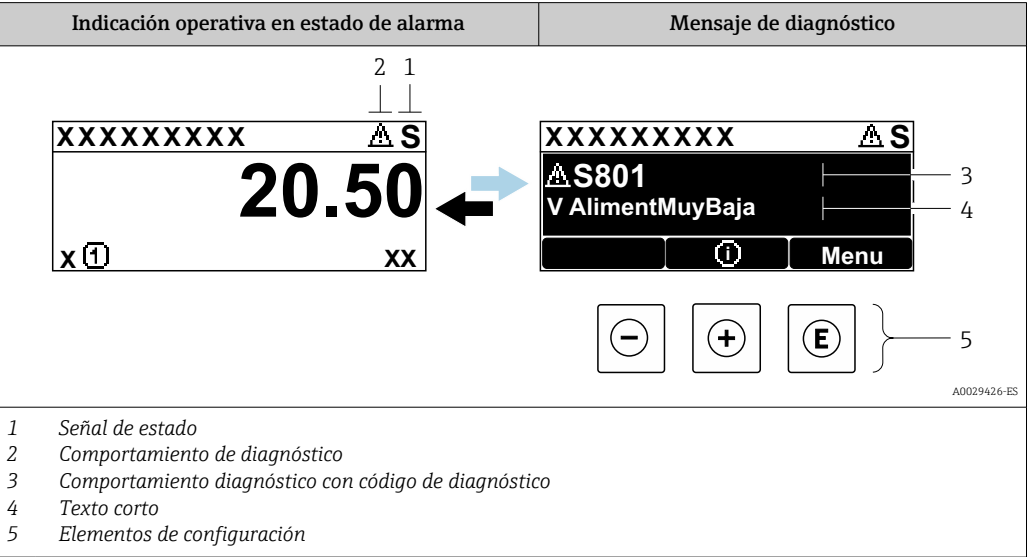 Indicación operativa en estado de alarma
Mensaje de diagnóstico
2 1
XXXXXXXXX S
20.50
x 1 xx
XXXXXXXXX S
S801
V AlimentMuyBaja
i Menu
3
4
- + E
5
A0029426-ES
1 Señal de estado
2 Comportamiento de diagnóstico
3 Comportamiento diagnóstico con código de diagnóstico
4 Texto corto
5 Elementos de configuración